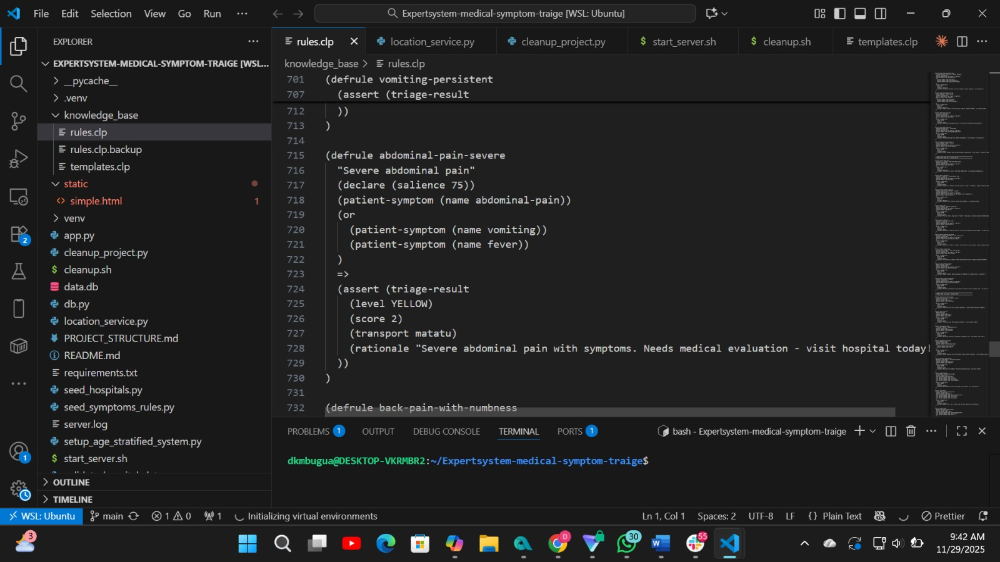 File Edit Selection View Go Run ···
Expertsystem-medical-symptom-traige [WSL: Ubuntu]
EXPLORER
rules.clp
location_service.py
cleanup_project.py
$ start_server.sh
$ cleanup.sh
templates.clp
EXPERTSYSTEM-MEDICAL-SYMPTOM-TRAIGE [WSL...
__pycache__
.venv
knowledge_base
rules.clp
rules.clp.backup
templates.clp
static
simple.html 1
venv
app.py
cleanup_project.py
$ cleanup.sh
data.db
db.py
location_service.py
PROJECT_STRUCTURE.md
README.md
requirements.txt
seed_hospitals.py
seed_symptoms_rules.py
server.log
setup_age_stratified_system.py
$ start_server.sh
OUTLINE
TIMELINE
2
1
knowledge_base > rules.clp
701 (defrule vomiting-persistent
707 (assert (triage-result
712 ))
713 )
714
715 (defrule abdominal-pain-severe
716 "Severe abdominal pain"
717 (declare (salience 75))
718 (patient-symptom (name abdominal-pain))
719 (or
720 (patient-symptom (name vomiting))
721 (patient-symptom (name fever))
722 )
723 =>
724 (assert (triage-result
725 (level YELLOW)
726 (score 2)
727 (transport matatu)
728 (rationale "Severe abdominal pain with symptoms. Needs medical evaluation - visit hospital today!
729 ))
730 )
731
732 (defrule back-pain-with-numbness
PROBLEMS 1 OUTPUT DEBUG CONSOLE TERMINAL PORTS 1
bash - Expertsystem-medical-symptom-traige
dkmbugua@DESKTOP-VKRMBR2:~/Expertsystem-medical-symptom-traige$
WSL: Ubuntu main 1 0 1 Initializing virtual environments
Ln 1, Col 1 Spaces: 2 UTF-8 LF {} Plain Text Prettier
3
D
30
55
9:42 AM
11/29/2025